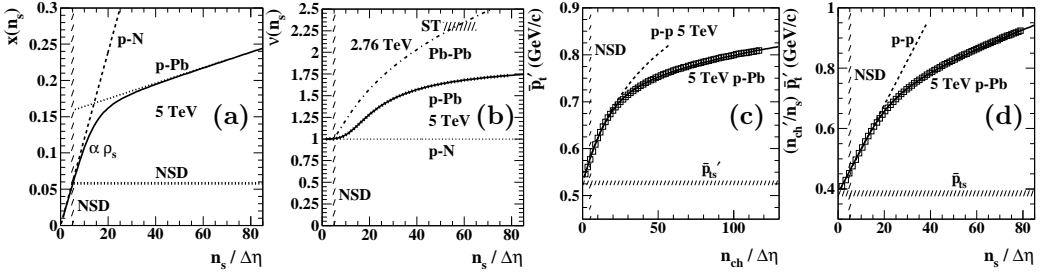 x(n_s)
0.3
0.25
0.2
0.15
0.1
0.05
0
0 20 40 60 80
n_s / Δη
p-N
p-Pb
5 TeV
(a)
α ρ_s
NSD
NSD
ν(n_s)
2.5
2.25
2
1.75
1.5
1.25
1
0.75
0.5
0.25
0
0 20 40 60 80
n_s / Δη
ST
2.76 TeV
Pb-Pb
p-Pb
5 TeV
(b)
p-N
NSD
p̄_t′ (GeV/c)
0.9
0.8
0.7
0.6
0.5
0 50 100
n_ch / Δη
p-p 5 TeV
NSD
5 TeV p-Pb
(c)
p̄_ts′
(n_ch / n_s) p̄_t′ (GeV/c)
1
0.8
0.6
0.4
0 20 40 60 80
n_s / Δη
p-p
NSD
5 TeV p-Pb
(d)
p̄_ts